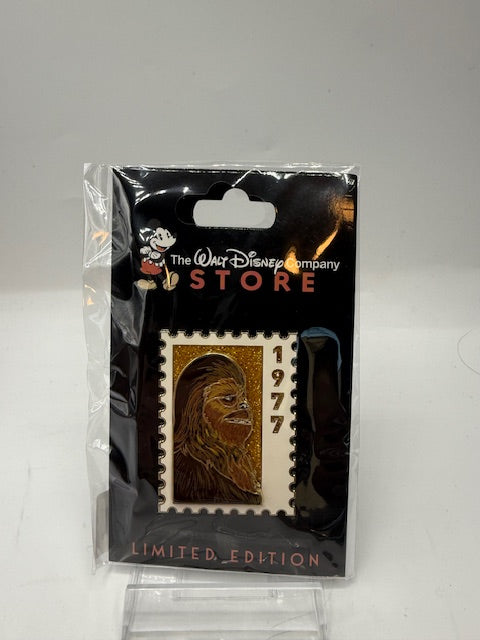 The WALT DISNEY Company
STORE
1977
LIMITED EDITION